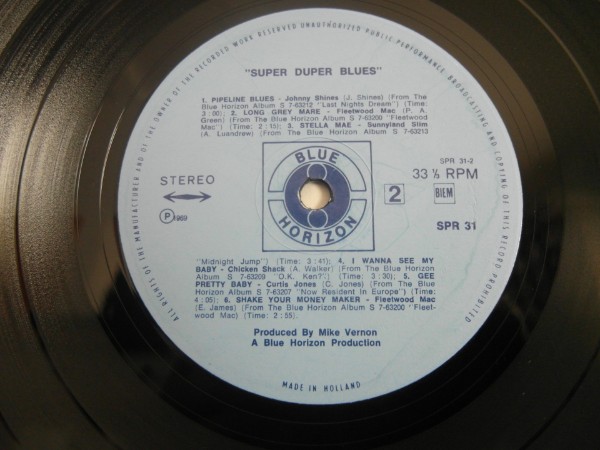 ALL RIGHTS OF THE MANUFACTURER AND OF THE OWNER OF THE RECORDED WORK RESERVED UNAUTHORIZED PUBLIC PERFORMANCE BROADCASTING AND COPYING OF THIS RECORD PROHIBITED
"SUPER DUPER BLUES"
1. PIPELINE BLUES - Johnny Shines (J. Shines) (From The
Blue Horizon Album S 7-63212 "Last Nights Dream") (Time:
3 : 00) 2. LONG GREY MARE - Fleetwood Mac (P. A.
Green) (From The Blue Horizon Album S 7-63200 "Fleetwood
Mac") (Time: 2 : 15); 3. STELLA MAE - Sunnyland Slim
(A. Luandrew) (From The Blue Horizon Album S 7-63213
BLUE
HORIZON
STEREO
P 1969
SPR 31-2
33 ⅓ RPM
2
BIEM
SPR 31
"Midnight Jump") (Time: 3 : 41); 4. I WANNA SEE MY
BABY - Chicken Shack (A. Walker) (From The Blue Horizon
Album S 7-63209 "O.K. Ken?") (Time: 3 : 30); 5. GEE
PRETTY BABY - Curtis Jones (C. Jones) (From The Blue Horizon
Album S 7-63207 "Now Resident In Europe") (Time:
4 : 05); 6. SHAKE YOUR MONEY MAKER - Fleetwood Mac
(E. James) (From The Blue Horizon Album S 7-63200 "Fleet-
wood Mac) (Time: 2 : 55).
Produced By Mike Vernon
A Blue Horizon Production
MADE IN HOLLAND